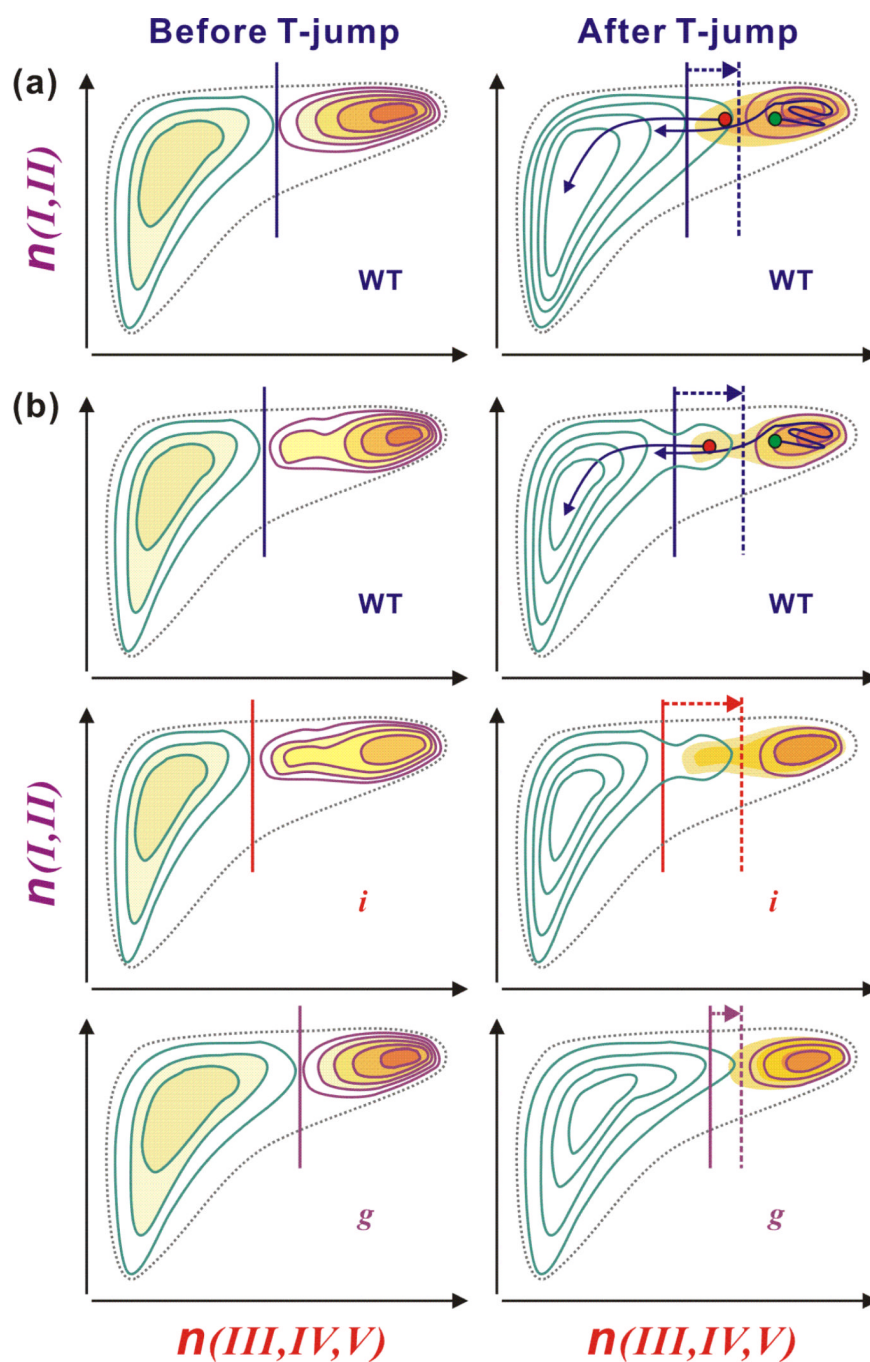 Before T-jump
After T-jump
(a)
n(I,II)
WT
WT
(b)
WT
WT
n(I,II)
i
i
g
g
n(III,IV,V)
n(III,IV,V)